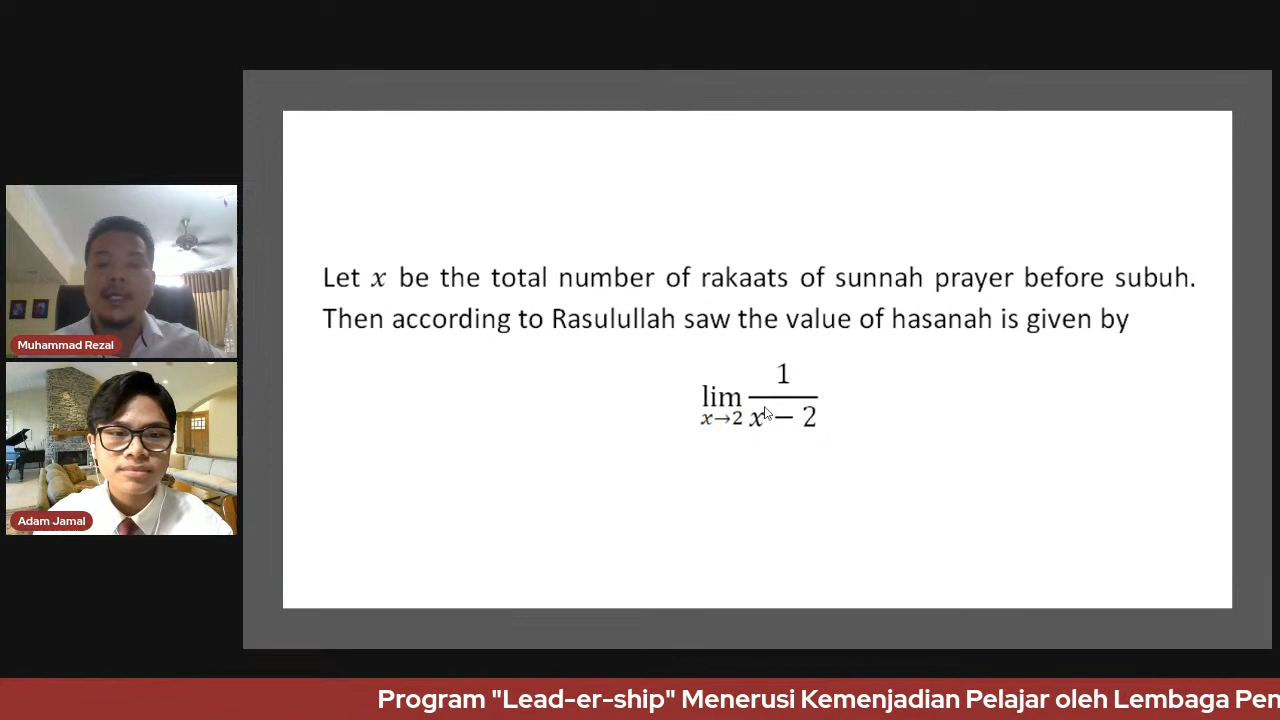 Let x be the total number of rakaats of sunnah prayer before subuh.
Then according to Rasulullah saw the value of hasanah is given by
lim x→2 1/(x − 2)
Muhammad Rezal
Adam Jamal
Program "Lead-er-ship" Menerusi Kemenjadian Pelajar oleh Lembaga Pen